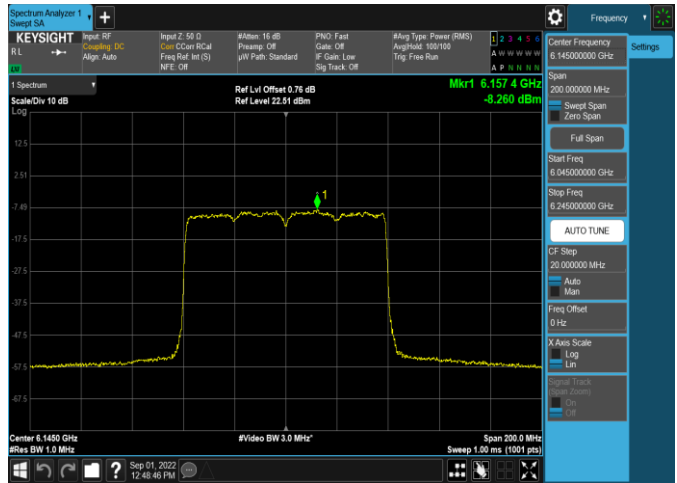 Spectrum Analyzer 1
Swept SA
Frequency
KEYSIGHT
RL
Input: RF
Coupling: DC
Align: Auto
Input Z: 50 Ω
Corr CCorr RCal
Freq Ref: Int (S)
NFE: Off
#Atten: 16 dB
Preamp: Off
µW Path: Standard
PNO: Fast
Gate: Off
IF Gain: Low
Sig Track: Off
#Avg Type: Power (RMS)
Avg|Hold: 100/100
Trig: Free Run
1 2 3 4 5 6
A W W W W W
A P N N N N
1 Spectrum
Scale/Div 10 dB
Log
Ref Lvl Offset 0.76 dB
Ref Level 22.51 dBm
Mkr1 6.157 4 GHz
-8.260 dBm
12.5
2.51
-7.49
-17.5
-27.5
-37.5
-47.5
-57.5
-67.5
1
Center 6.1450 GHz
#Res BW 1.0 MHz
#Video BW 3.0 MHz*
Span 200.0 MHz
Sweep 1.00 ms (1001 pts)
Sep 01, 2022
12:48:46 PM
Center Frequency
6.145000000 GHz
Settings
Span
200.000000 MHz
Swept Span
Zero Span
Full Span
Start Freq
6.045000000 GHz
Stop Freq
6.245000000 GHz
AUTO TUNE
CF Step
20.000000 MHz
Auto
Man
Freq Offset
0 Hz
X Axis Scale
Log
Lin
Signal Track
(Span Zoom)
On
Off